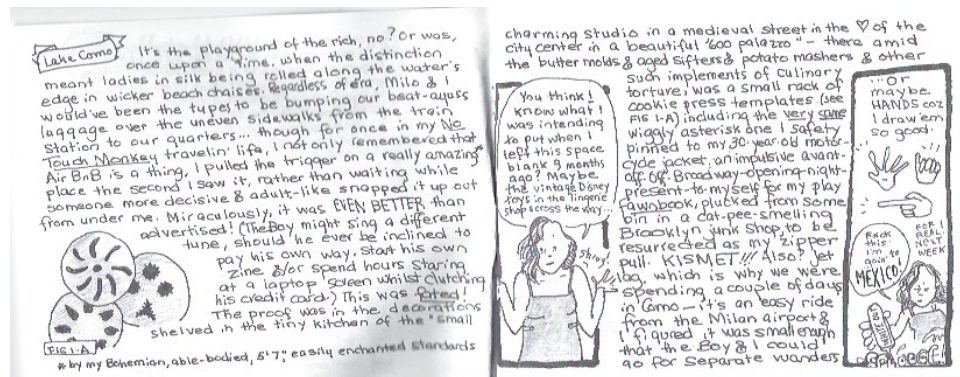 Lake Como
It's the playground of the rich, no? Or was,
once upon a time, when the distinction
meant ladies in silk being rolled along the water's
edge in wicker beach chaises. Regardless of era, Milo & I
would've been the types to be bumping our beat-ayuss
luggage over the uneven sidewalks from the train
station to our quarters... though for once in my No
Touch Monkey travelin' life, I not only remembered that
Air BnB is a thing, I pulled the trigger on a really amazing*
place the second I saw it, rather than waiting while
someone more decisive & adult-like snapped it up out
from under me. Miraculously, it was EVEN BETTER than
advertised! (The Boy might sing a different
tune, should he ever be inclined to
pay his own way, start his own
zine &/or spend hours staring
at a laptop screen whilst clutching
his credit card.) This was fated!
The proof was in the decorations
shelved in the tiny kitchen of the "small
FIG 1-A
* by my Bohemian, able-bodied, 5'7", easily enchanted standards
charming studio in a medieval street in the ♡ of the
city center in a beautiful '600 palazzo" – there amid
the butter molds & aged sifters & potato mashers & other
such implements of culinary
torture, was a small rack of
cookie press templates (see
FIG 1-A) including the very same
wiggly asterisk one I safety
pinned to my 30-year-old motor-
cycle jacket, an impulsive avant-
off-Off-Broadway-opening-night-
present-to-myself for my play
Fawnbook, plucked from some
bin in a cat-pee-smelling
Brooklyn junk shop, to be
resurrected as my zipper
pull. KISMET!!! Also? Jet
lag, which is why we were
spending a couple of days
in Como – it's an easy ride
from the Milan airport &
I figured it was small enough
that the Boy & I could
go for separate wanders
You think I
know what I
was intending
to put when I
left this space
blank 9 months
ago? Maybe
the vintage Disney
toys in the lingerie
shop across the way...
Shrug!
...or
maybe
HANDS coz
I draw 'em
so good.
Fuck
this
I'm
goin' to
MEXICO!
FOR
REAL!
NEXT
WEEK
WHITE OUT